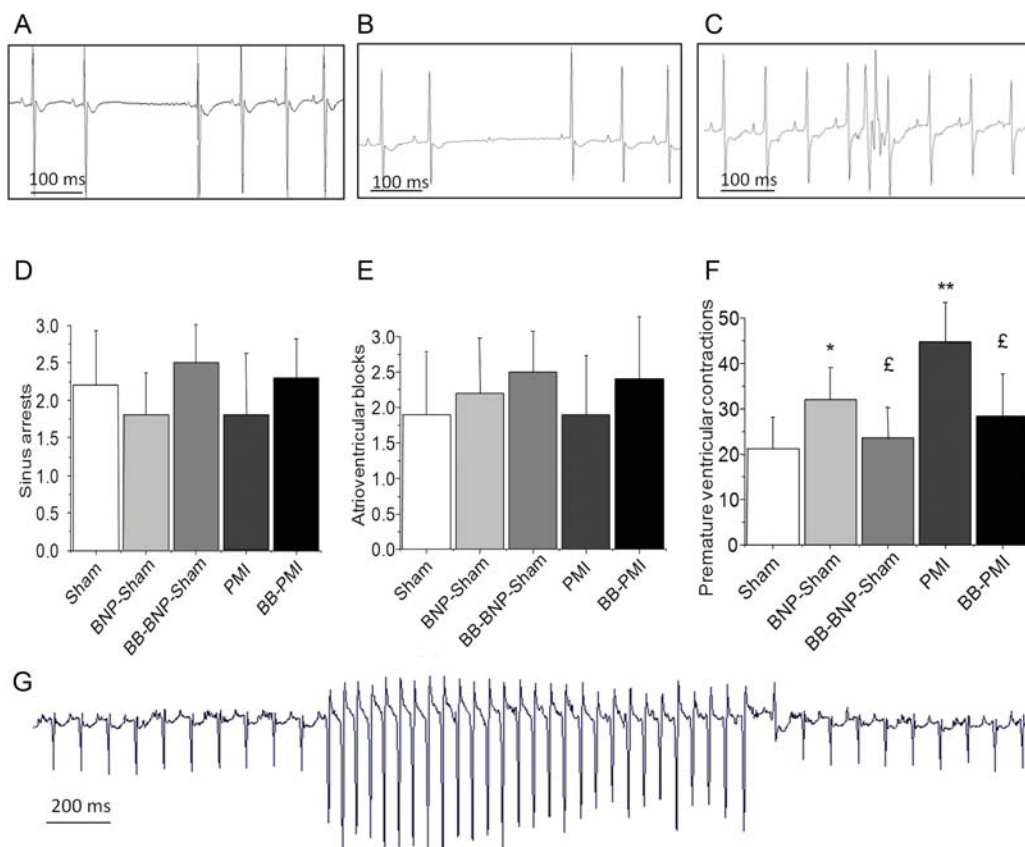 A
B
C
100 ms
100 ms
100 ms
D
E
F
Sinus arrests
3.0
2.5
2.0
1.5
1.0
0.5
0.0
Sham
BNP-Sham
BB-BNP-Sham
PMI
BB-PMI
Atrioventricular blocks
3.0
2.5
2.0
1.5
1.0
0.5
0.0
Sham
BNP-Sham
BB-BNP-Sham
PMI
BB-PMI
Premature ventricular contractions
50
40
30
20
10
0
*
£
**
£
Sham
BNP-Sham
BB-BNP-Sham
PMI
BB-PMI
G
200 ms